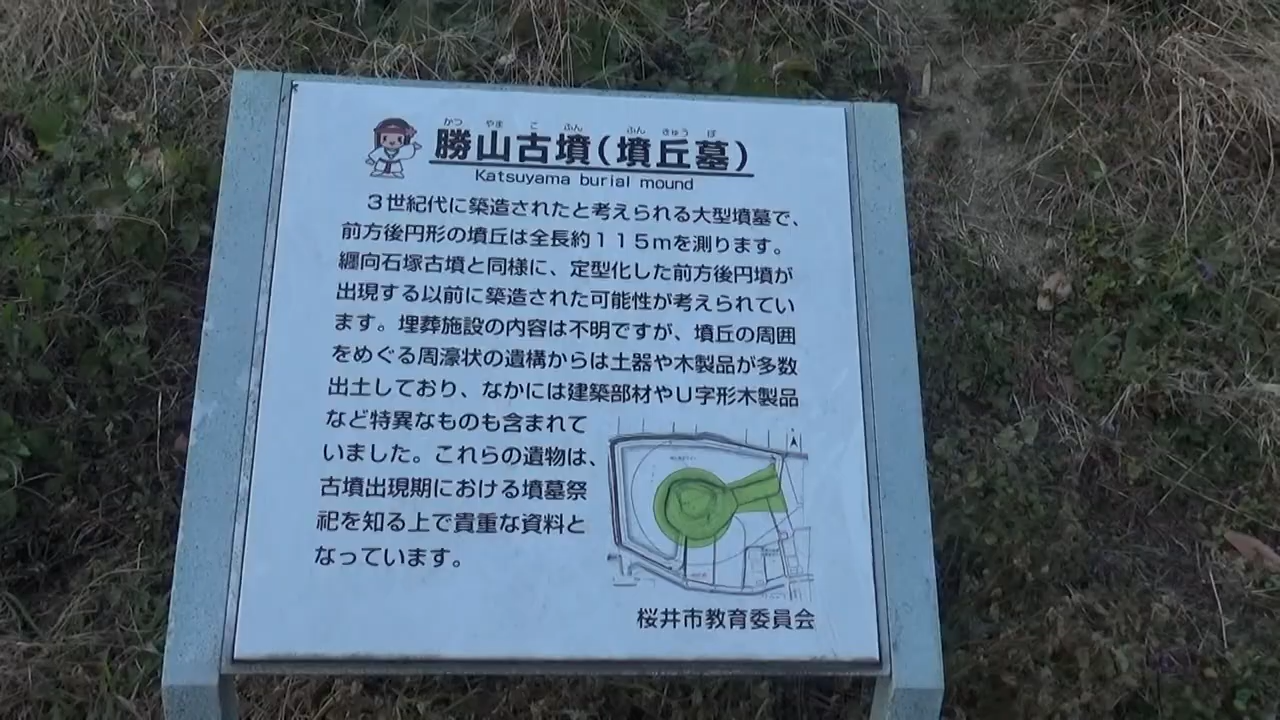 かつ やま こ ふん ふん きゅう ぼ
勝山古墳(墳丘墓)
Katsuyama burial mound
３世紀代に築造されたと考えられる大型墳墓で、
前方後円形の墳丘は全長約１１５ｍを測ります。
纒向石塚古墳と同様に、定型化した前方後円墳が
出現する以前に築造された可能性が考えられてい
ます。埋葬施設の内容は不明ですが、墳丘の周囲
をめぐる周濠状の遺構からは土器や木製品が多数
出土しており、なかには建築部材やＵ字形木製品
など特異なものも含まれて
いました。これらの遺物は、
古墳出現期における墳墓祭
祀を知る上で貴重な資料と
なっています。
桜井市教育委員会